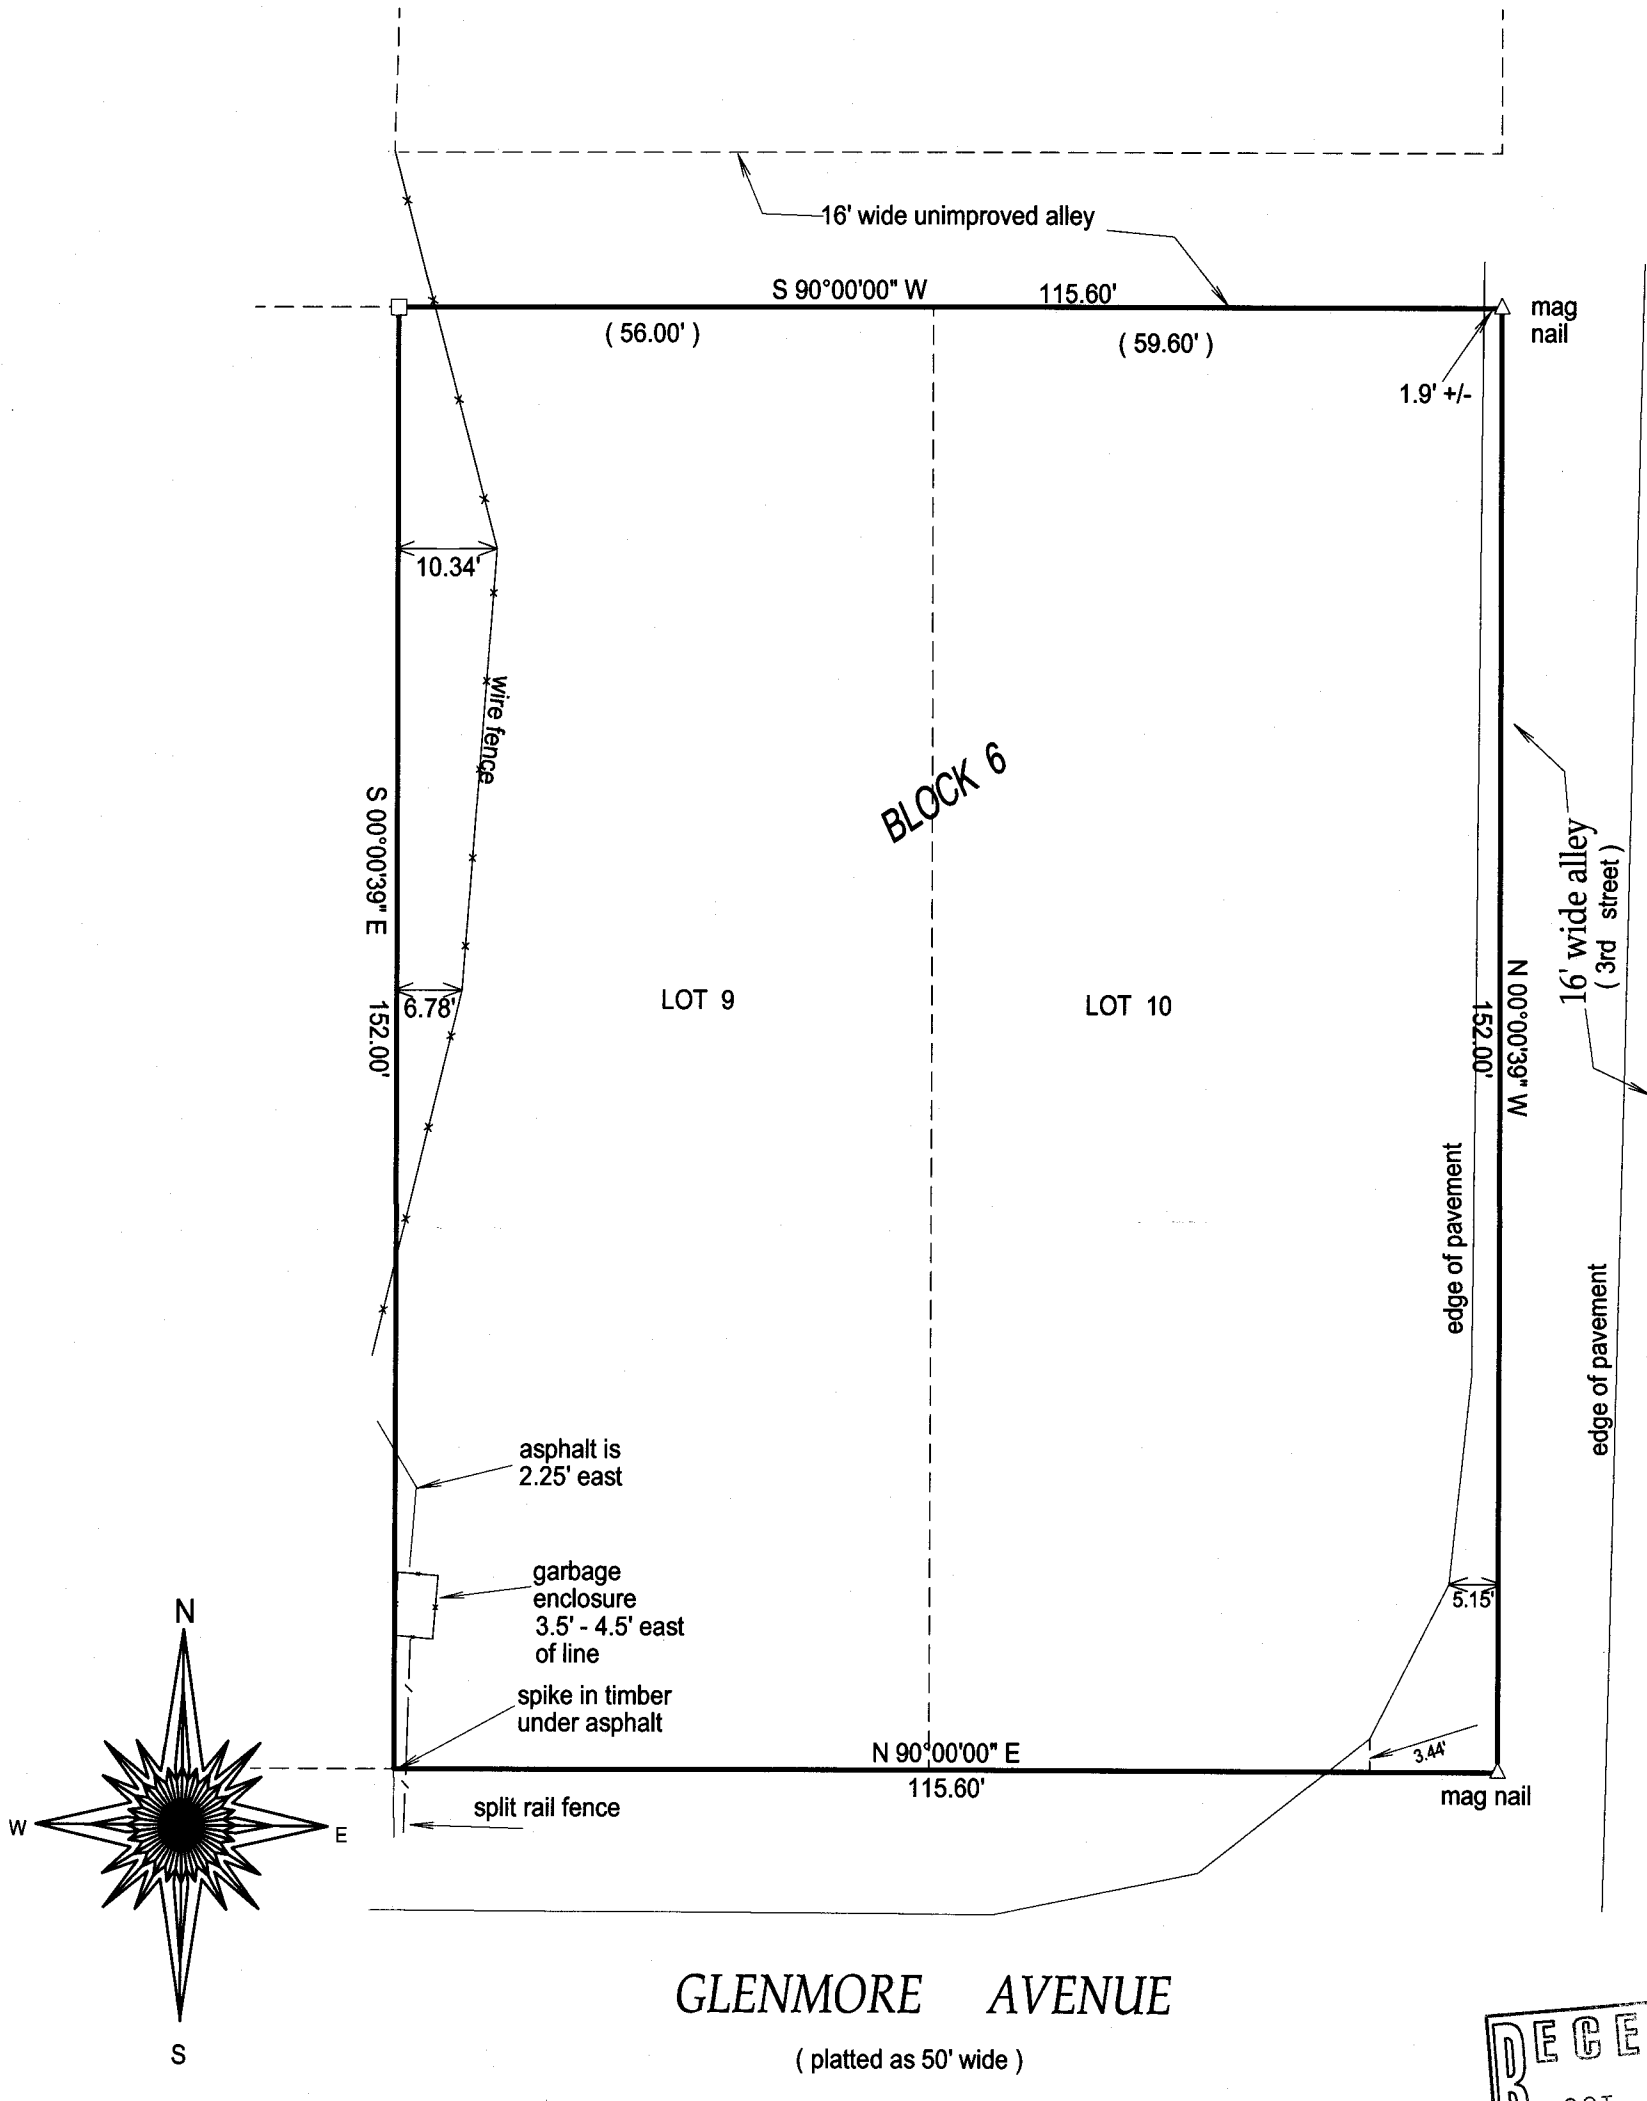 16' wide unimproved alley
S 90°00'00" W
115.60'
mag
nail
( 56.00' )
( 59.60' )
1.9' +/-
10.34'
wire fence
BLOCK 6
S 00°00'39" E
152.00'
16' wide alley
( 3rd street )
6.78'
LOT 9
LOT 10
N 00°00'39" W
152.00'
edge of pavement
edge of pavement
asphalt is
2.25' east
garbage
enclosure
3.5' - 4.5' east
of line
5.15'
spike in timber
under asphalt
N 90°00'00" E
115.60'
3.44'
mag nail
split rail fence
N
W
E
S
GLENMORE AVENUE
( platted as 50' wide )